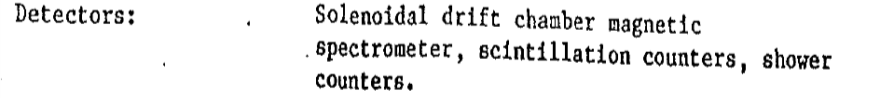 Detectors: Solenoidal drift chamber magnetic
spectrometer, scintillation counters, shower
counters.